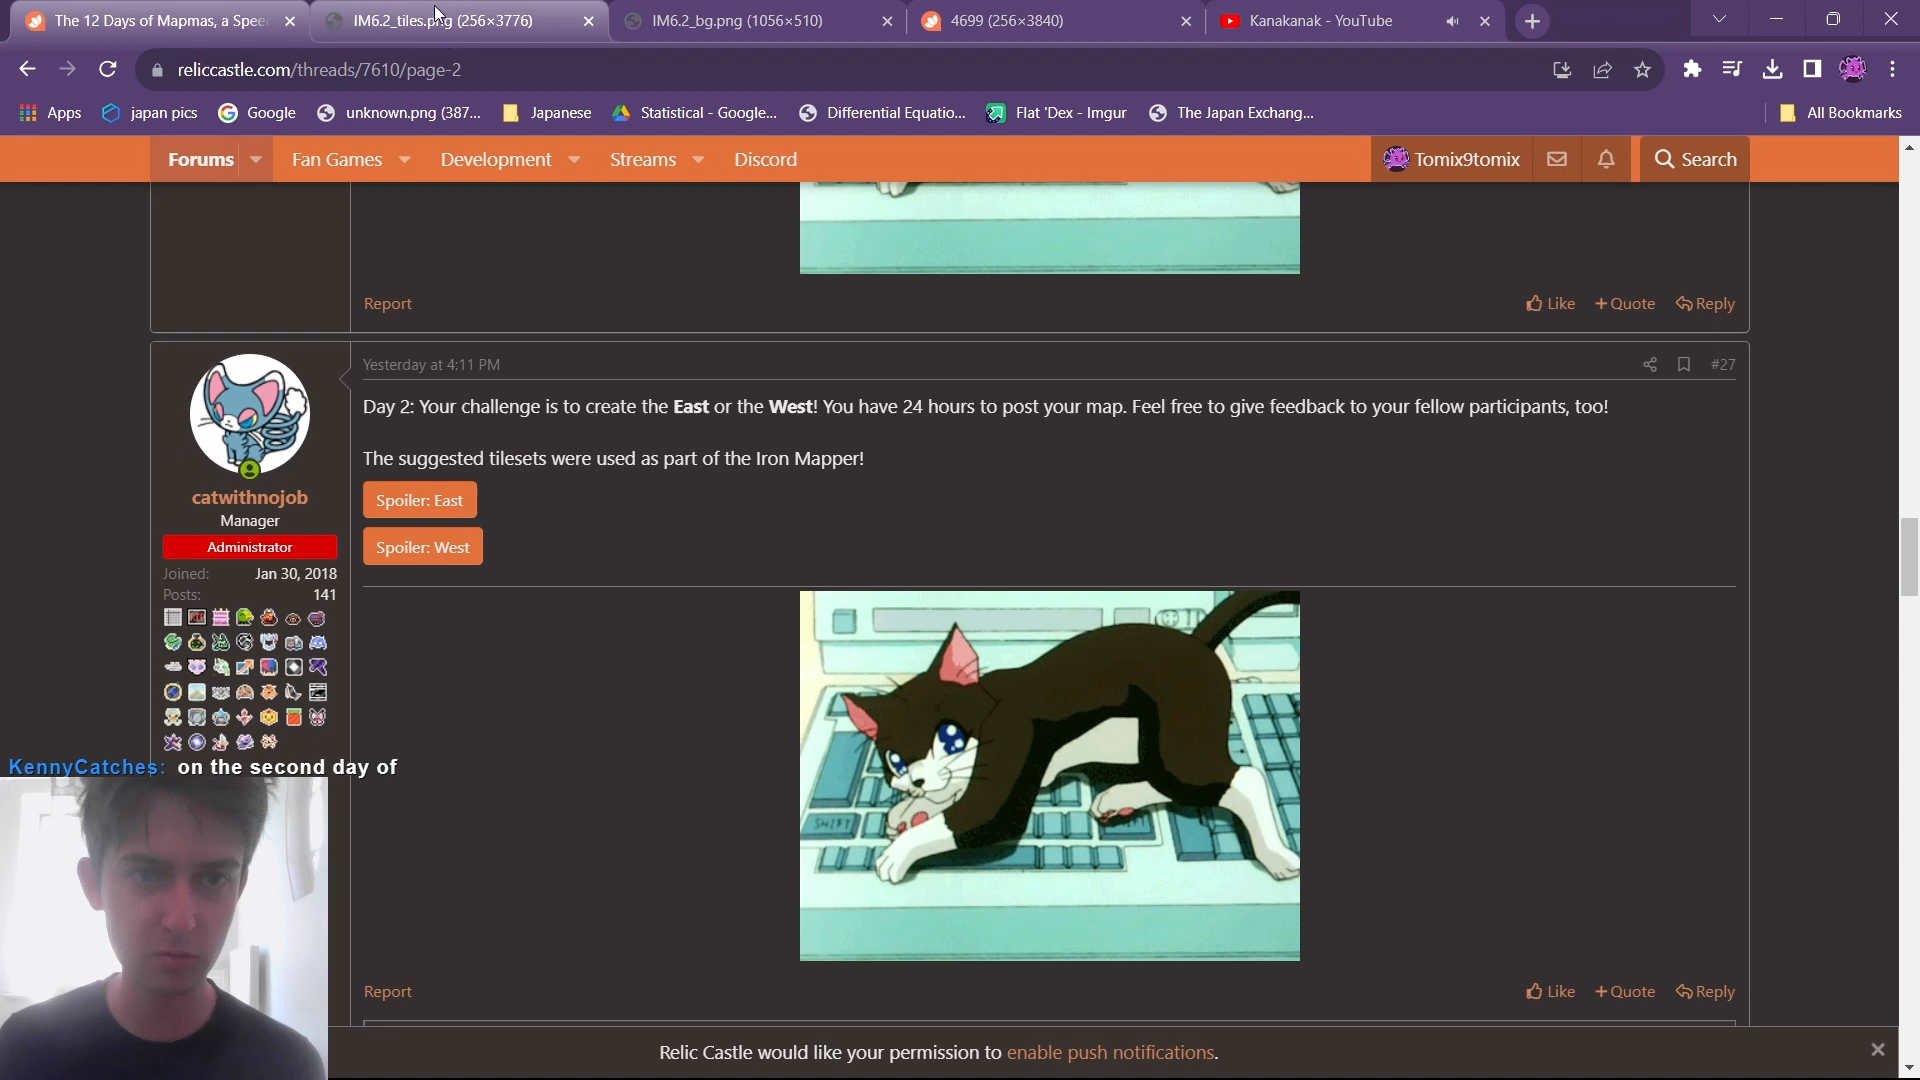 The 12 Days of Mapmas, a Spee
IM6.2_tiles.png (256×3776)
IM6.2_bg.png (1056×510)
4699 (256×3840)
Kanakanak - YouTube
reliccastle.com/threads/7610/page-2
Apps
japan pics
Google
unknown.png (387...
Japanese
Statistical - Google...
Differential Equatio...
Flat 'Dex - Imgur
The Japan Exchang...
All Bookmarks
Forums
Fan Games
Development
Streams
Discord
Tomix9tomix
Search
Report
Like
+Quote
Reply
Yesterday at 4:11 PM
#27
Day 2: Your challenge is to create the East or the West! You have 24 hours to post your map. Feel free to give feedback to your fellow participants, too!
The suggested tilesets were used as part of the Iron Mapper!
Spoiler: East
Spoiler: West
catwithnojob
Manager
Administrator
Joined: Jan 30, 2018
Posts: 141
KennyCatches: on the second day of
SHIFT
Report
Like
+Quote
Reply
Relic Castle would like your permission to enable push notifications.